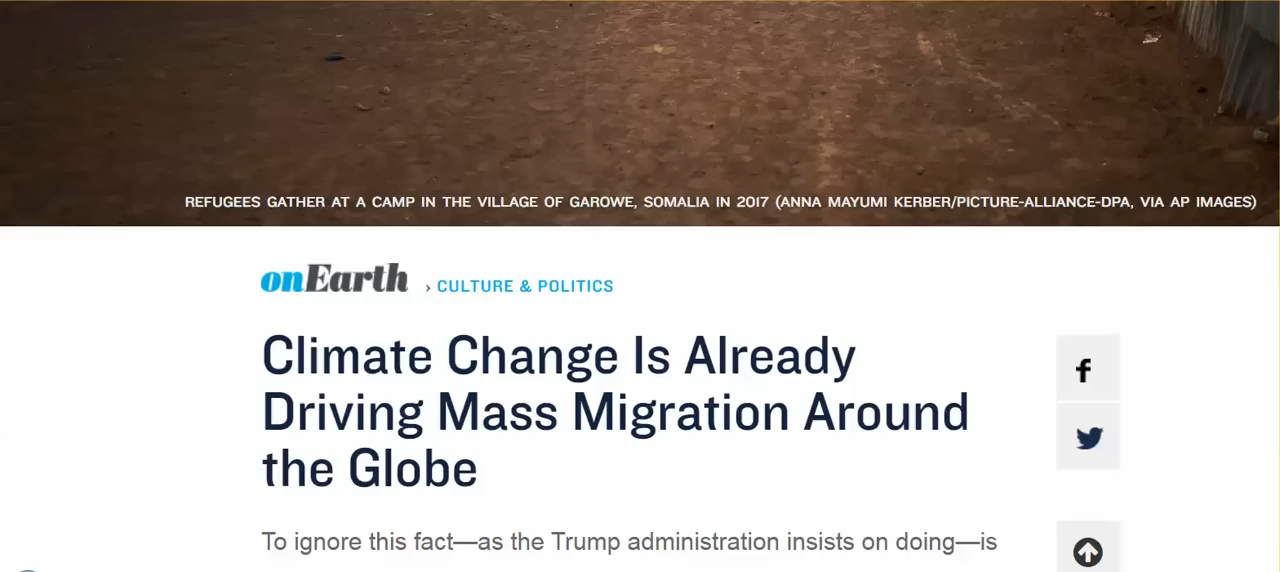 REFUGEES GATHER AT A CAMP IN THE VILLAGE OF GAROWE, SOMALIA IN 2017 (ANNA MAYUMI KERBER/PICTURE-ALLIANCE-DPA, VIA AP IMAGES)
onEarth › CULTURE & POLITICS
Climate Change Is Already
Driving Mass Migration Around
the Globe
To ignore this fact—as the Trump administration insists on doing—is